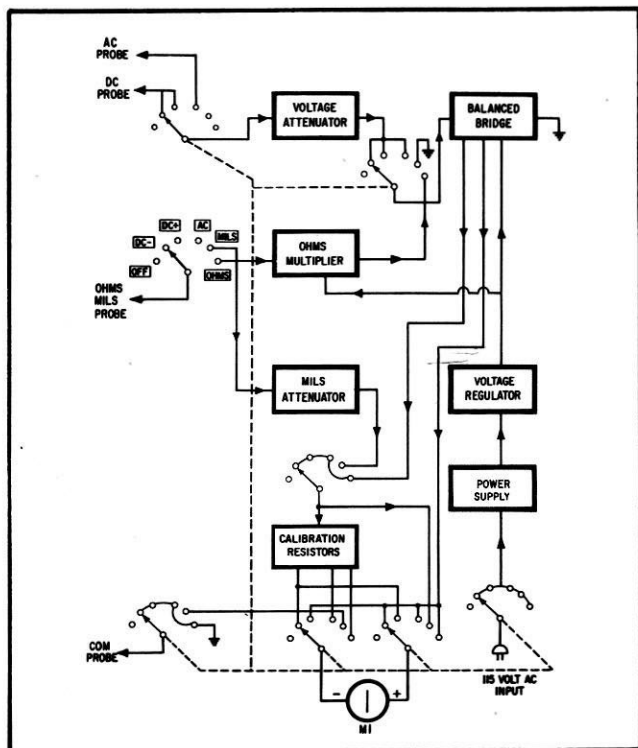 AC
PROBE
DC
PROBE
VOLTAGE
ATTENUATOR
BALANCED
BRIDGE
DC+
AC
DC-
MILS
OFF
OHMS
OHMS
MILS
PROBE
OHMS
MULTIPLIER
MILS
ATTENUATOR
VOLTAGE
REGULATOR
POWER
SUPPLY
CALIBRATION
RESISTORS
COM
PROBE
- +
M1
115 VOLT AC
INPUT